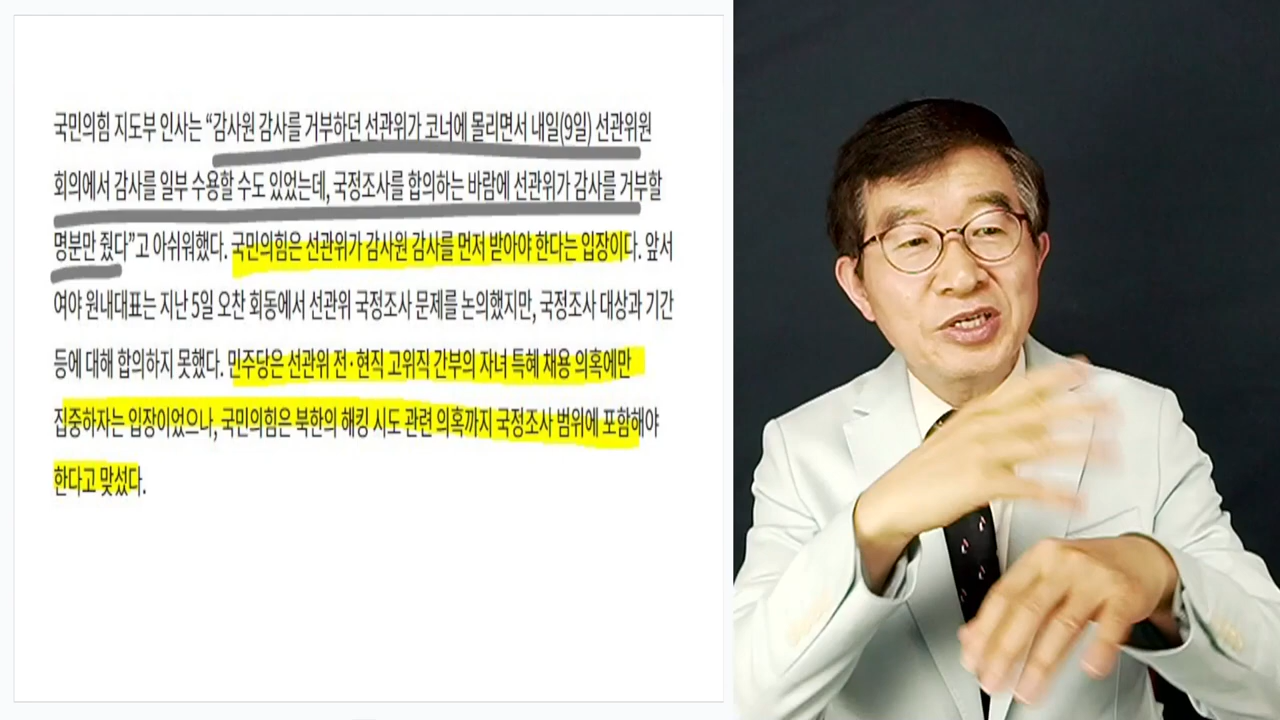 국민의힘 지도부 인사는 “감사원 감사를 거부하던 선관위가 코너에 몰리면서 내일(9일) 선관위원
회의에서 감사를 일부 수용할 수도 있었는데, 국정조사를 합의하는 바람에 선관위가 감사를 거부할
명분만 줬다”고 아쉬워했다. 국민의힘은 선관위가 감사원 감사를 먼저 받아야 한다는 입장이다. 앞서
여야 원내대표는 지난 5일 오찬 회동에서 선관위 국정조사 문제를 논의했지만, 국정조사 대상과 기간
등에 대해 합의하지 못했다. 민주당은 선관위 전·현직 고위직 간부의 자녀 특혜 채용 의혹에만
집중하자는 입장이었으나, 국민의힘은 북한의 해킹 시도 관련 의혹까지 국정조사 범위에 포함해야
한다고 맞섰다.